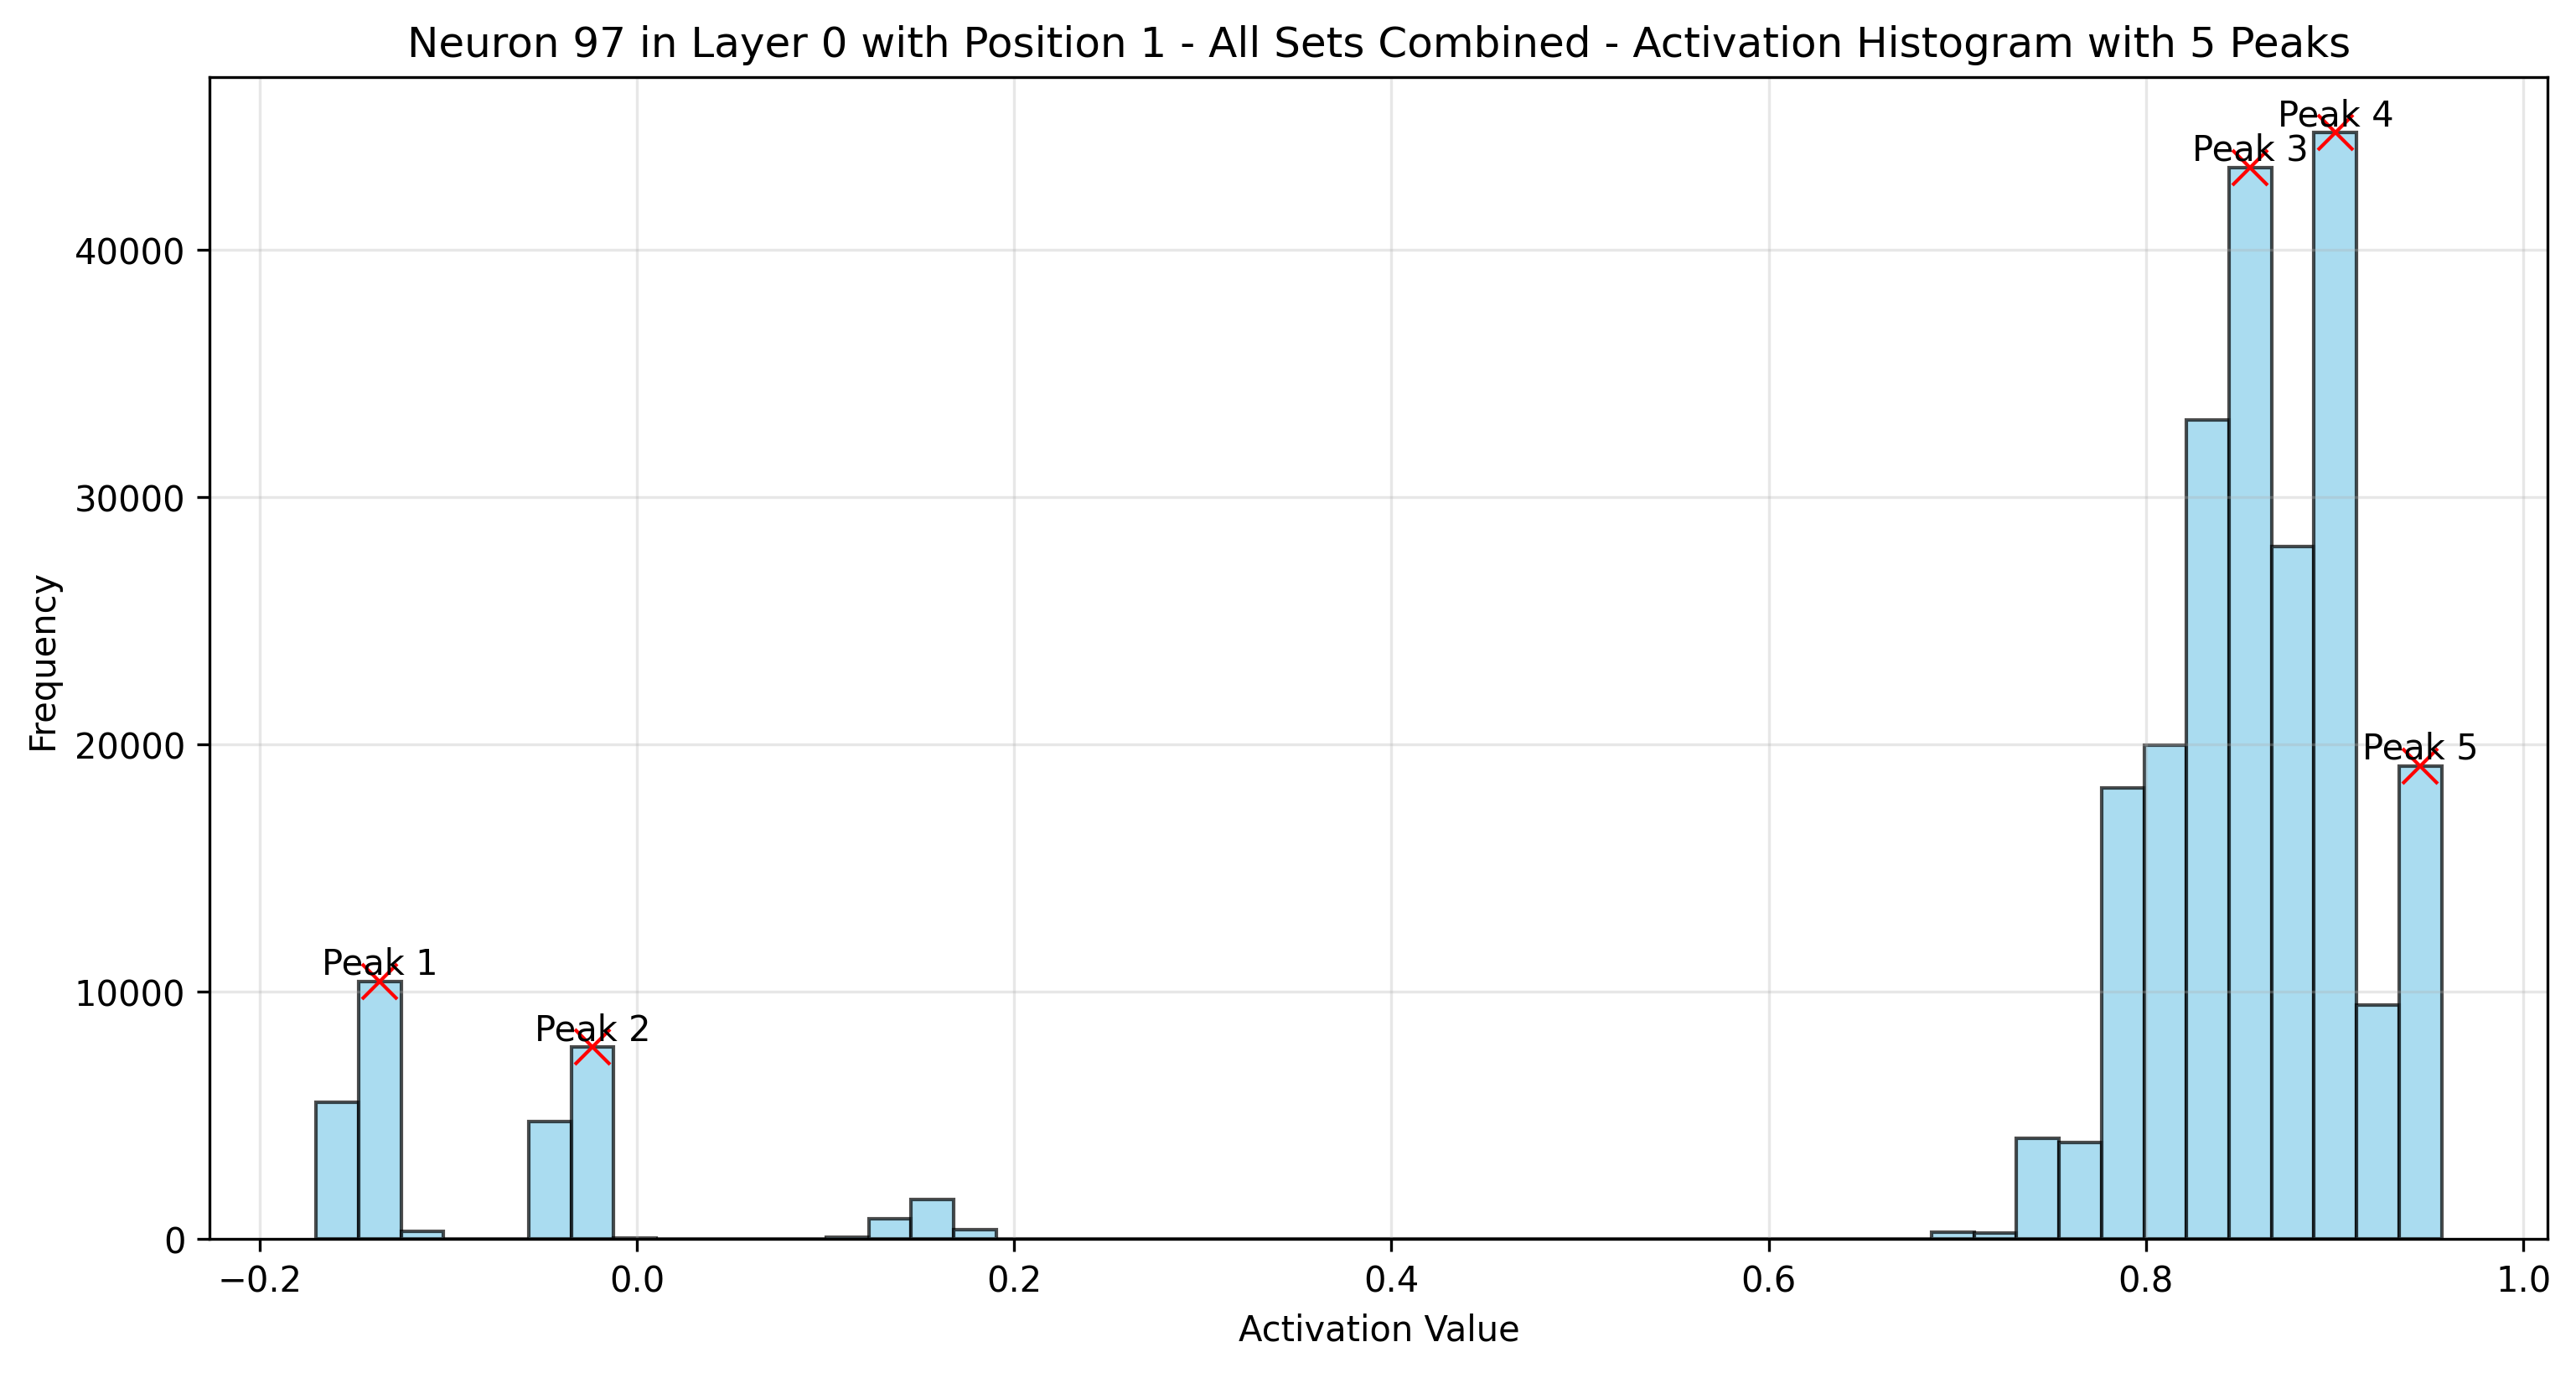 Neuron 97 in Layer 0 with Position 1 - All Sets Combined - Activation Histogram with 5 Peaks
Peak 4
Peak 3
40000
30000
Frequency
20000
Peak 5
Peak 1
10000
Peak 2
0
−0.2 0.0 0.2 0.4 0.6 0.8 1.0
Activation Value